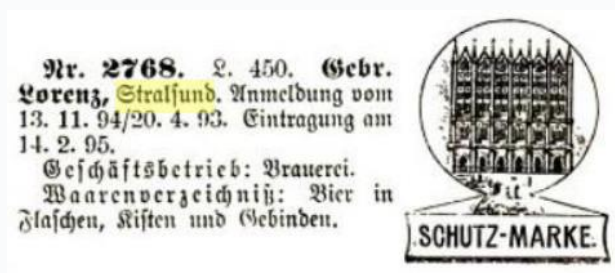 Nr. 2768. L. 450. Gebr.
Lorenz, Stralsund. Anmeldung vom
13. 11. 94/20. 4. 93. Eintragung am
14. 2. 95.
Geschäftsbetrieb: Brauerei.
Waarenverzeichniß: Bier in
Flaschen, Kisten und Gebinden.
SCHUTZ-MARKE.